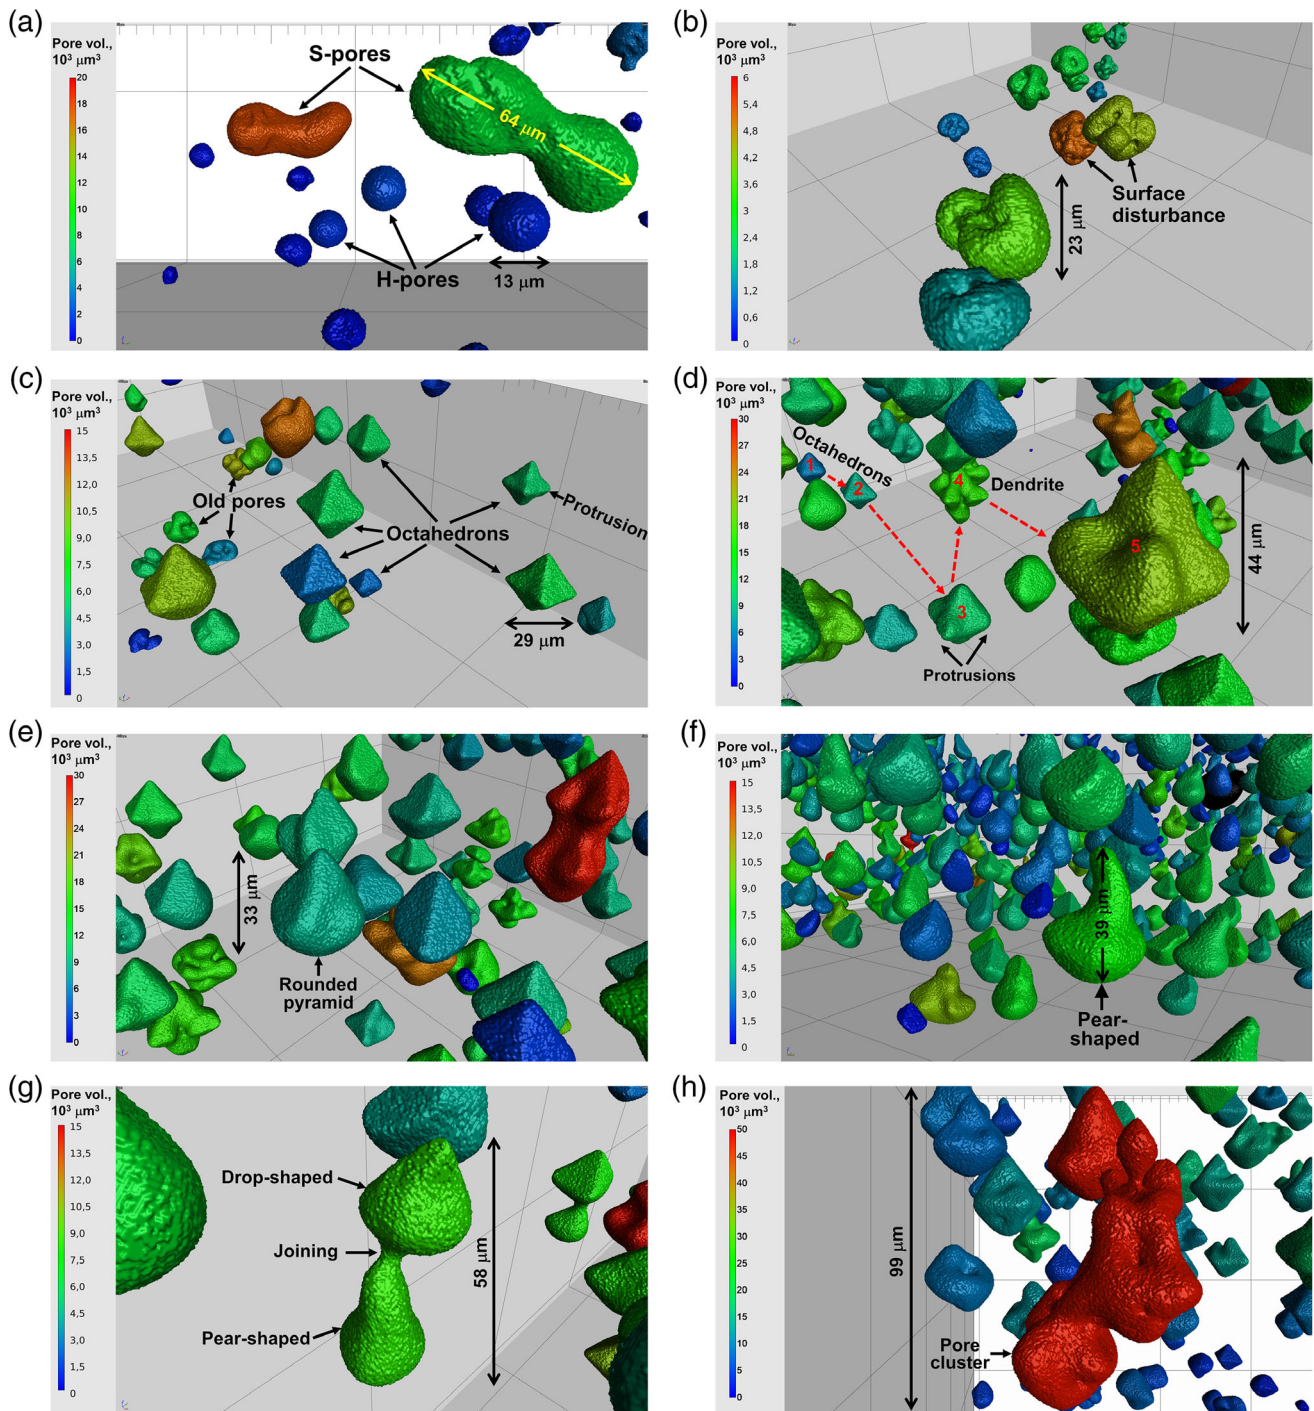 (a)
Pore vol.,
10³ μm³
20
18
16
14
12
10
8
6
4
2
0
S-pores
64 μm
H-pores
13 μm
(b)
Pore vol.,
10³ μm³
6
5,4
4,8
4,2
3,6
3
2,4
1,8
1,2
0,6
0
Surface
disturbance
23 μm
(c)
Pore vol.,
10³ μm³
15
13,5
12,0
10,5
9,0
7,5
6,0
4,5
3,0
1,5
0
Old pores
Octahedrons
Protrusion
29 μm
(d)
Pore vol.,
10³ μm³
30
27
24
21
18
15
12
9
6
3
0
Octahedrons
1
2
3
4
5
Dendrite
Protrusions
44 μm
(e)
Pore vol.,
10³ μm³
30
27
24
21
18
15
12
9
6
3
0
33 μm
Rounded
pyramid
(f)
Pore vol.,
10³ μm³
15
13,5
12,0
10,5
9,0
7,5
6,0
4,5
3,0
1,5
0
39 μm
Pear-
shaped
(g)
Pore vol.,
10³ μm³
15
13,5
12,0
10,5
9,0
7,5
6,0
4,5
3,0
1,5
0
Drop-shaped
Joining
Pear-shaped
58 μm
(h)
Pore vol.,
10³ μm³
50
45
40
35
30
25
20
15
10
5
0
99 μm
Pore
cluster